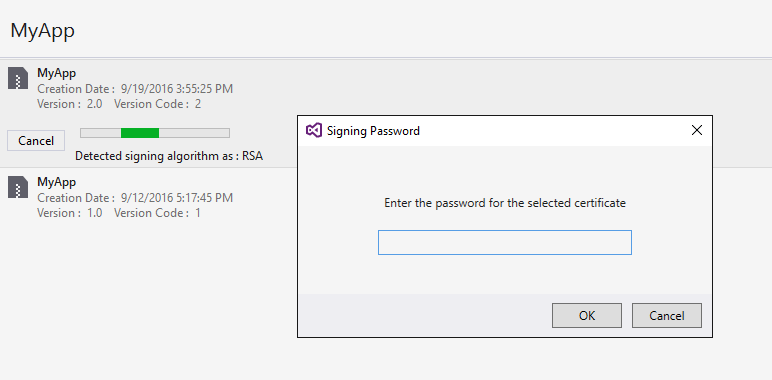 MyApp
MyApp
Creation Date : 9/19/2016 3:55:25 PM
Version : 2.0 Version Code : 2
Cancel
Detected signing algorithm as : RSA
MyApp
Creation Date : 9/12/2016 5:17:45 PM
Version : 1.0 Version Code : 1
Signing Password
Enter the password for the selected certificate
OK Cancel